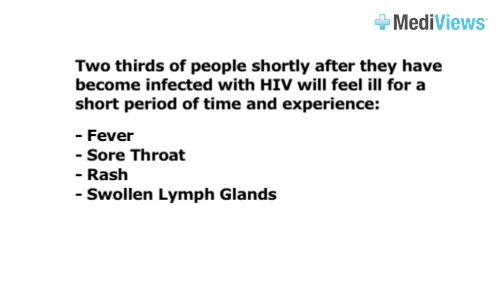 MediViews
Two thirds of people shortly after they have
become infected with HIV will feel ill for a
short period of time and experience:
- Fever
- Sore Throat
- Rash
- Swollen Lymph Glands